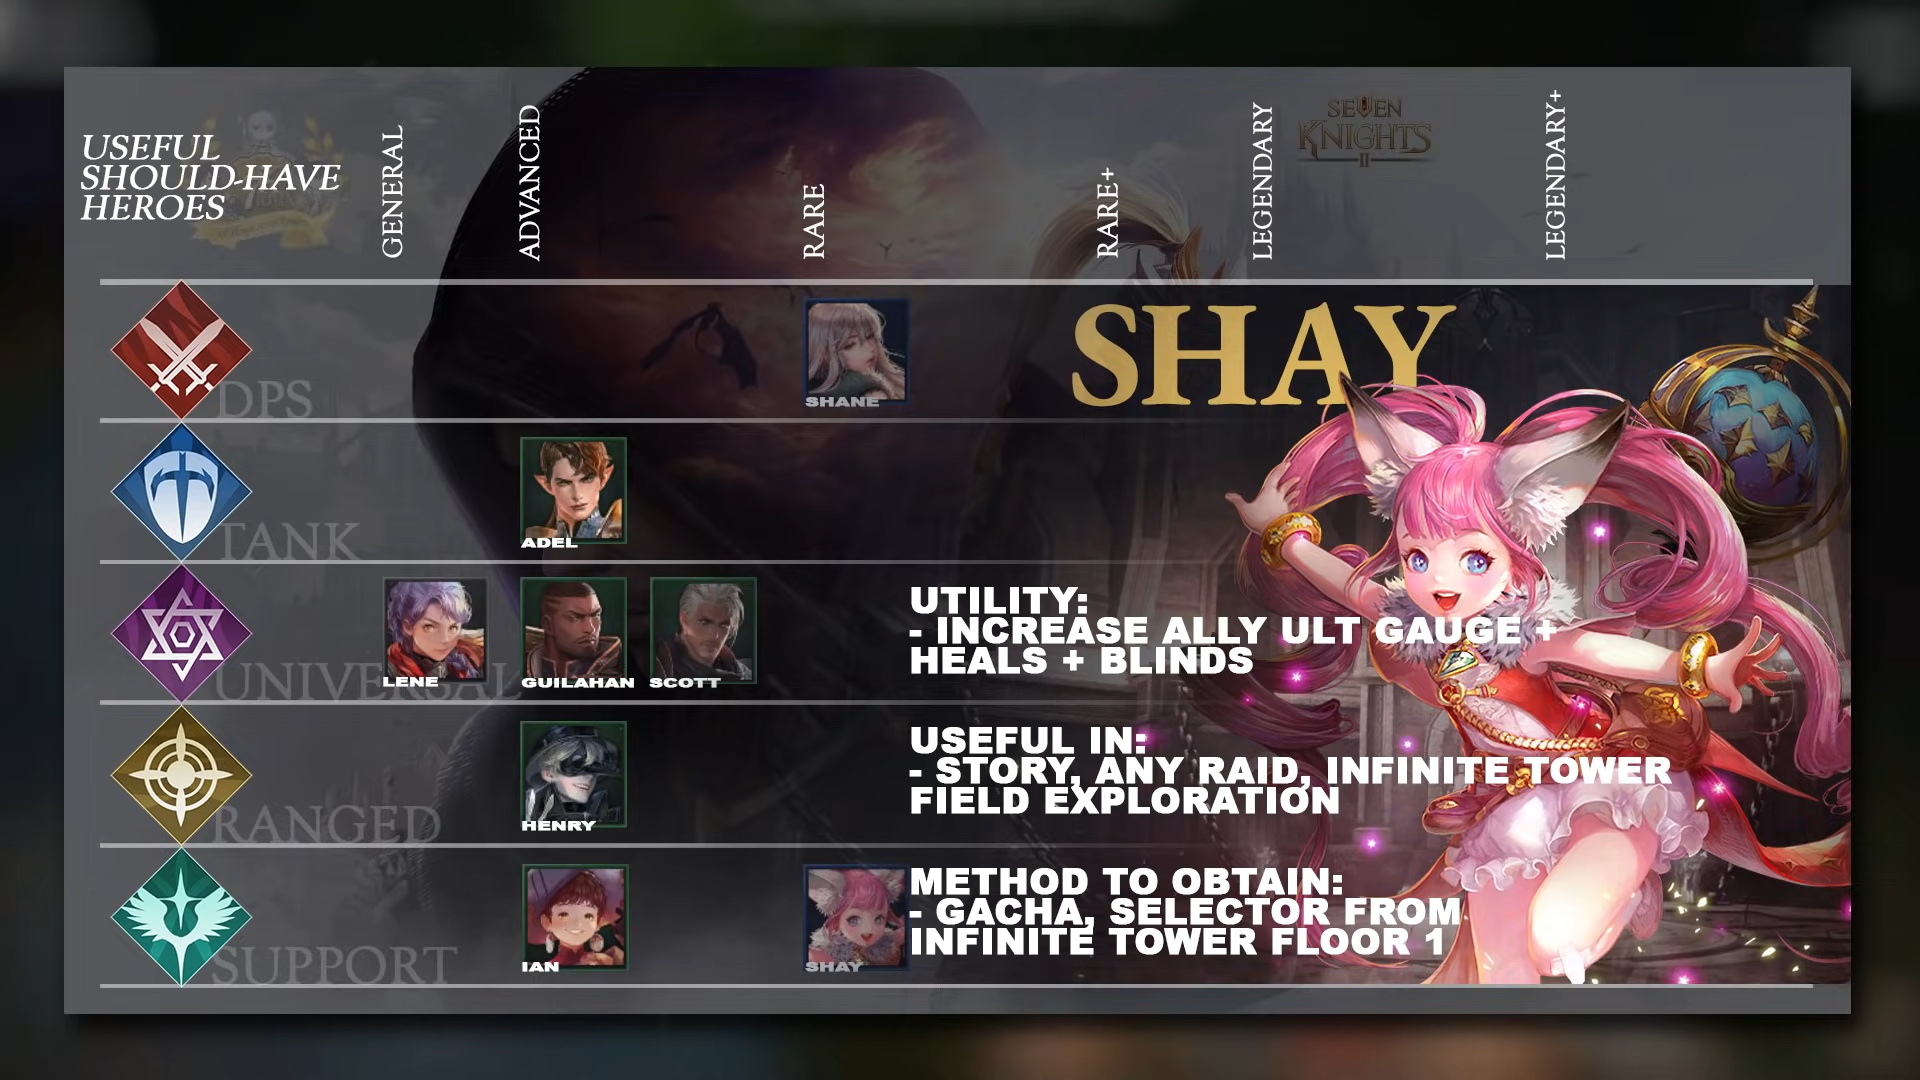 USEFUL
SHOULD-HAVE
HEROES
GENERAL
ADVANCED
RARE
RARE+
LEGENDARY
SEVEN
KNIGHTS
II
LEGENDARY+
DPS
SHANE
SHAY
TANK
ADEL
UNIVERSAL
LENE
GUILAHAN
SCOTT
UTILITY:
- INCREASE ALLY ULT GAUGE +
HEALS + BLINDS
RANGED
HENRY
USEFUL IN:
- STORY, ANY RAID, INFINITE TOWER
FIELD EXPLORATION
SUPPORT
IAN
SHAY
METHOD TO OBTAIN:
- GACHA, SELECTOR FROM
INFINITE TOWER FLOOR 1